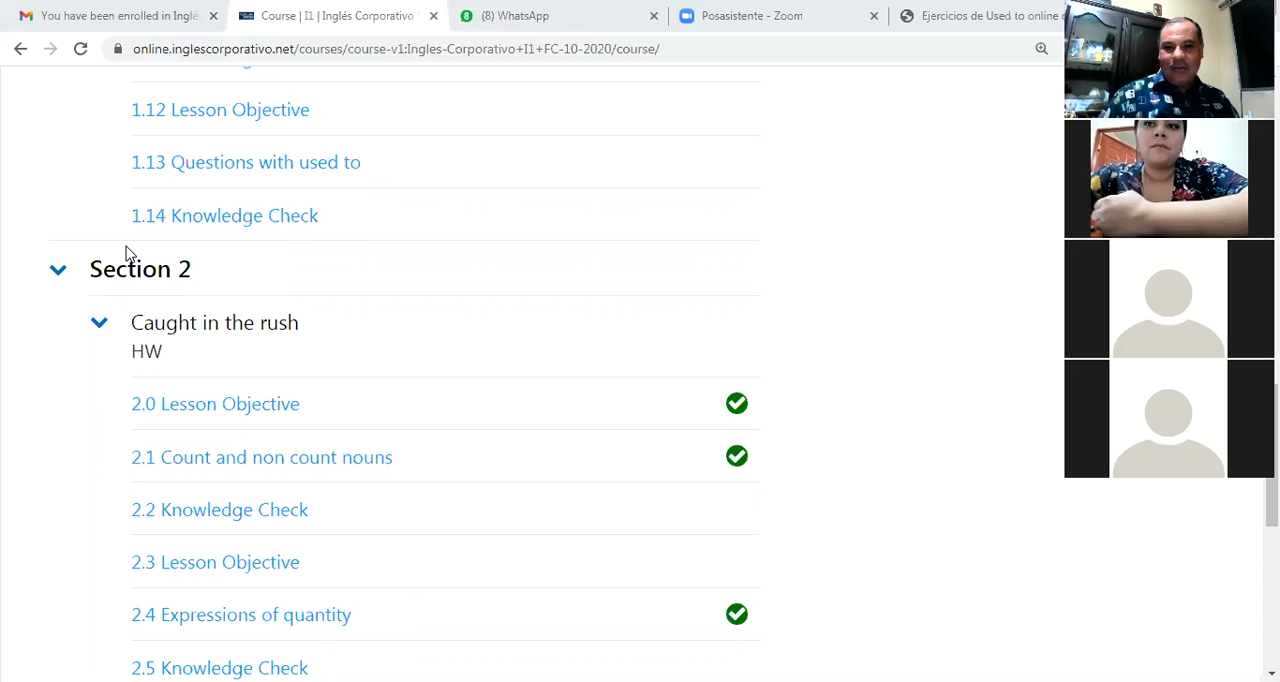 You have been enrolled in Inglé
Course | I1 | Inglés Corporativo
(8) WhatsApp
Posasistente - Zoom
Ejercicios de Used to online o
online.inglescorporativo.net/courses/course-v1:Ingles-Corporativo+I1+FC-10-2020/course/
1.12 Lesson Objective
1.13 Questions with used to
1.14 Knowledge Check
Section 2
Caught in the rush
HW
2.0 Lesson Objective
2.1 Count and non count nouns
2.2 Knowledge Check
2.3 Lesson Objective
2.4 Expressions of quantity
2.5 Knowledge Check